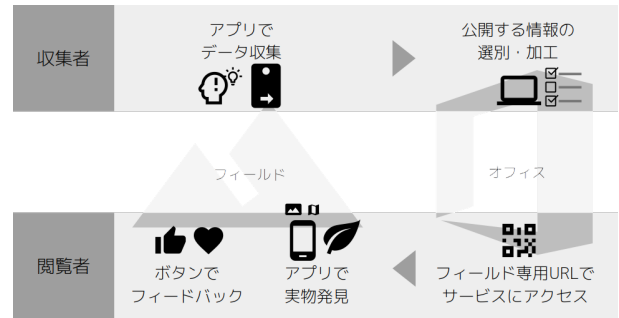 収集者
アプリで
データ収集
公開する情報の
選別・加工
フィールド
オフィス
閲覧者
ボタンで
フィードバック
アプリで
実物発見
フィールド専用URLで
サービスにアクセス